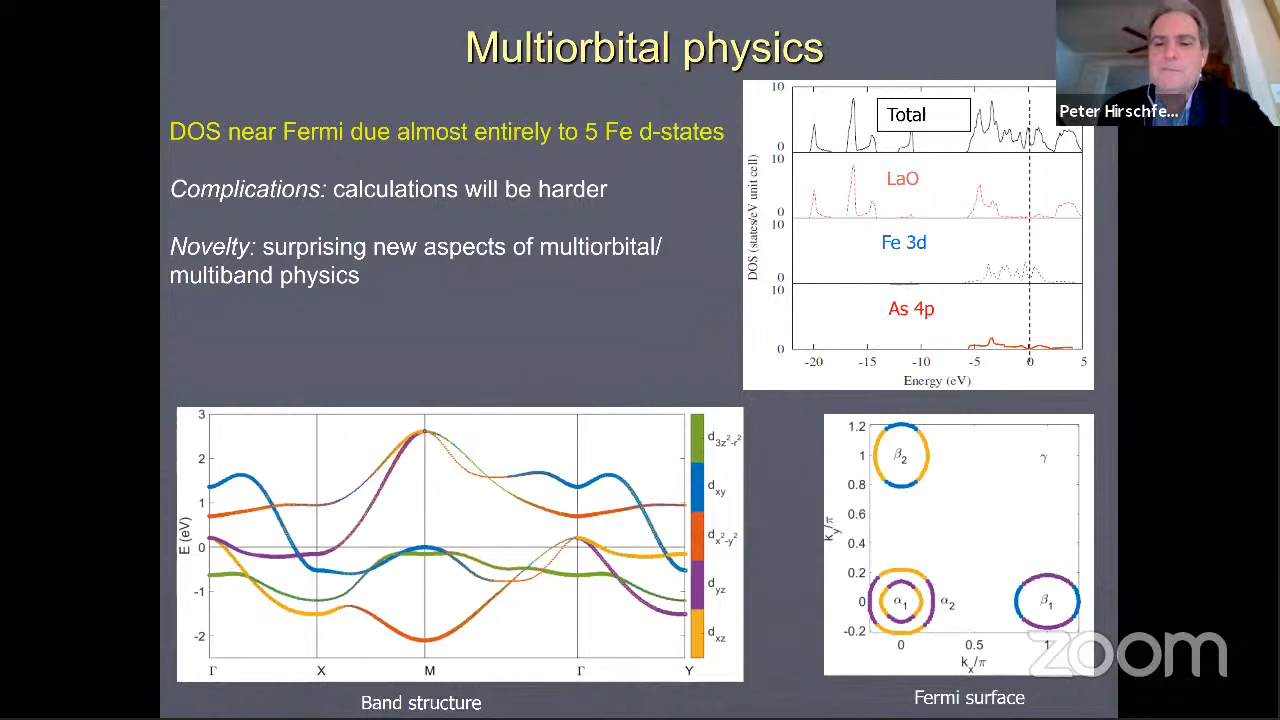 Multiorbital physics
Peter Hirschfe...
DOS near Fermi due almost entirely to 5 Fe d-states
Complications: calculations will be harder
Novelty: surprising new aspects of multiorbital/
multiband physics
10
Total
0
10
LaO
0
10
Fe 3d
0
10
As 4p
0
DOS (states/eV unit cell)
-20 -15 -10 -5 0 5
Energy (eV)
3
2
1
0
-1
-2
E (eV)
Γ X M Γ Y
d3z²-r²
dxy
dx²-y²
dyz
dxz
Band structure
1.2
1
0.8
0.6
0.4
0.2
0
-0.2
ky/π
β2
γ
α1
α2
β1
0 0.5 1
kx/π
Fermi surface
zoom